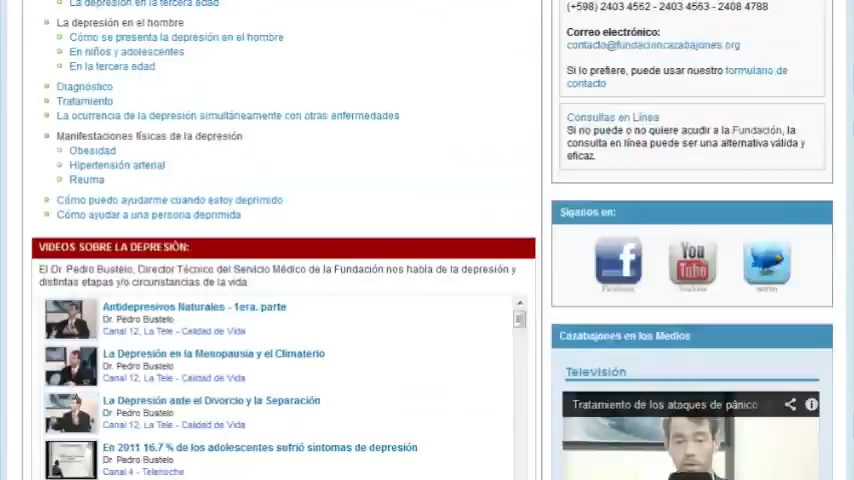 La depresión en la tercera edad
La depresión en el hombre
Cómo se presenta la depresión en el hombre
En niños y adolescentes
En la tercera edad
Diagnóstico
Tratamiento
La ocurrencia de la depresión simultáneamente con otras enfermedades
Manifestaciones físicas de la depresión
Obesidad
Hipertensión arterial
Reuma
Cómo puedo ayudarme cuando estoy deprimido
Cómo ayudar a una persona deprimida
VIDEOS SOBRE LA DEPRESIÓN:
El Dr. Pedro Bustelo, Director Técnico del Servicio Médico de la Fundación nos habla de la depresión y
distintas etapas y/o circunstancias de la vida
Antidepresivos Naturales - 1era. parte
Dr. Pedro Bustelo
Canal 12, La Tele - Calidad de Vida
La Depresión en la Menopausia y el Climaterio
Dr. Pedro Bustelo
Canal 12, La Tele - Calidad de Vida
La Depresión ante el Divorcio y la Separación
Dr. Pedro Bustelo
Canal 12, La Tele - Calidad de Vida
En 2011 16.7 % de los adolescentes sufrió sintomas de depresión
Dr. Pedro Bustelo
Canal 4 - Telenoche
(+598) 2403 4562 - 2403 4563 - 2408 4788
Correo electrónico:
contacto@fundacioncazabajones.org
Si lo prefiere, puede usar nuestro formulario de
contacto
Consultas en Línea
Si no puede o no quiere acudir a la Fundación, la
consulta en línea puede ser una alternativa válida y
eficaz.
Siganos en:
You
Tube
Facebook
YouTube
twitter
Cazabajones en los Medios
Televisión
Tratamiento de los ataques de pánico